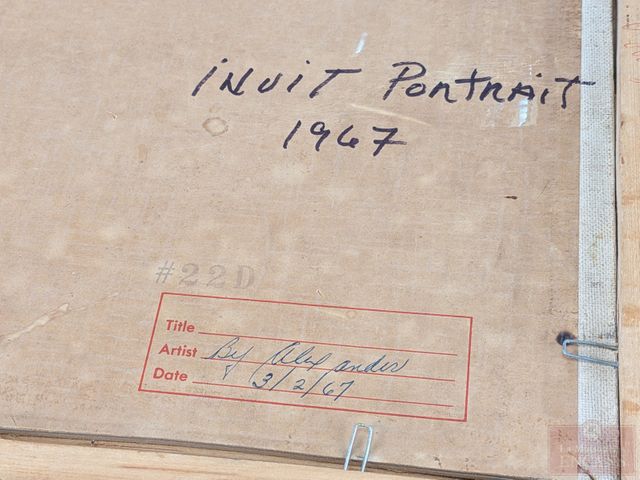 iNUiT PORTRAiT
1967
#22D
Title
Artist By Alexander
Date 3/2/67